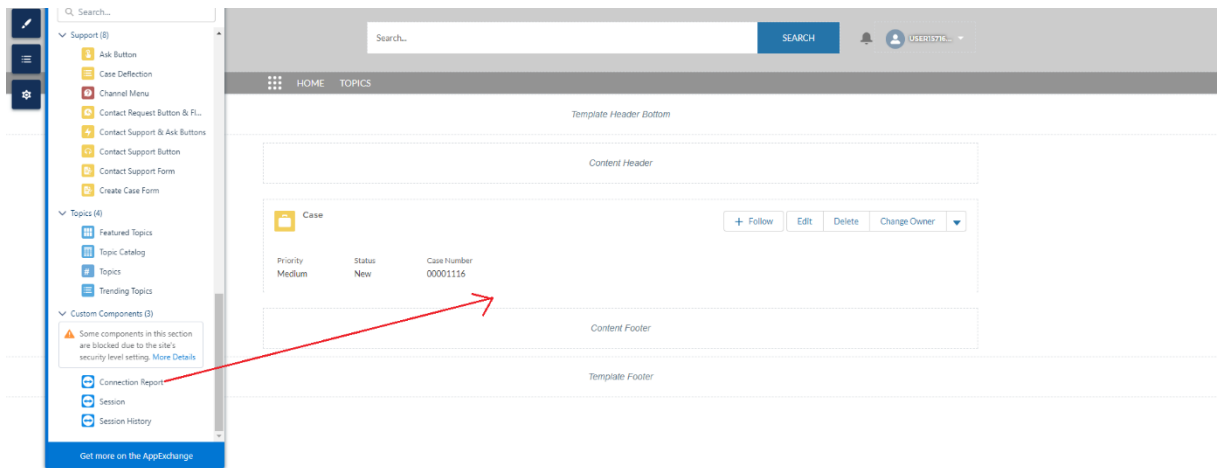 Search...
Support (8)
Ask Button
Case Deflection
Channel Menu
Contact Request Button & Fl...
Contact Support & Ask Buttons
Contact Support Button
Contact Support Form
Create Case Form
Topics (4)
Featured Topics
Topic Catalog
Topics
Trending Topics
Custom Components (3)
Some components in this section
are blocked due to the site's
security level setting. More Details
Connection Report
Session
Session History
Get more on the AppExchange
Search...
SEARCH
USER15716...
HOME TOPICS
Template Header Bottom
Content Header
Case
+ Follow Edit Delete Change Owner
Priority Status Case Number
Medium New 00001116
Content Footer
Template Footer